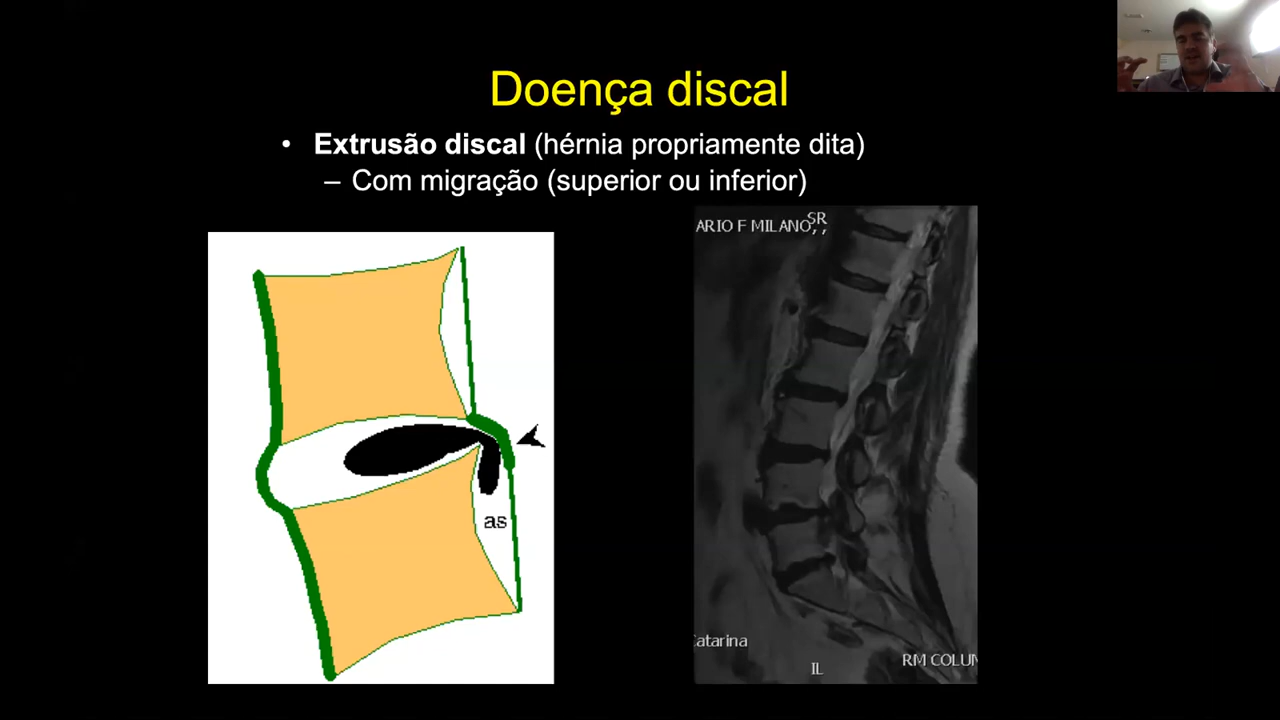 Doença discal
• Extrusão discal (hérnia propriamente dita)
– Com migração (superior ou inferior)
ARIO F MILANO,,
SR
as
atarina
IL
RM COLUN